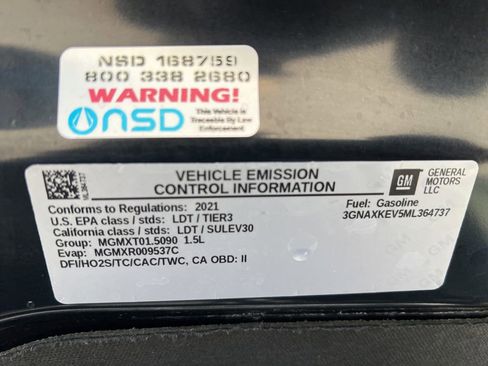 NSD 168759
800 338 2680
WARNING!
NSD
This Vehicle is
Traceable By Law
Enforcement
VEHICLE EMISSION
CONTROL INFORMATION
GM
GENERAL
MOTORS
LLC
Conforms to Regulations: 2021
Fuel: Gasoline
U.S. EPA class / stds: LDT / TIER3
3GNAXKEV5ML364737
California class / stds: LDT / SULEV30
Group: MGMXT01.5090 1.5L
Evap: MGMXR009537C
DFI/HO2S/TC/CAC/TWC, CA OBD: II